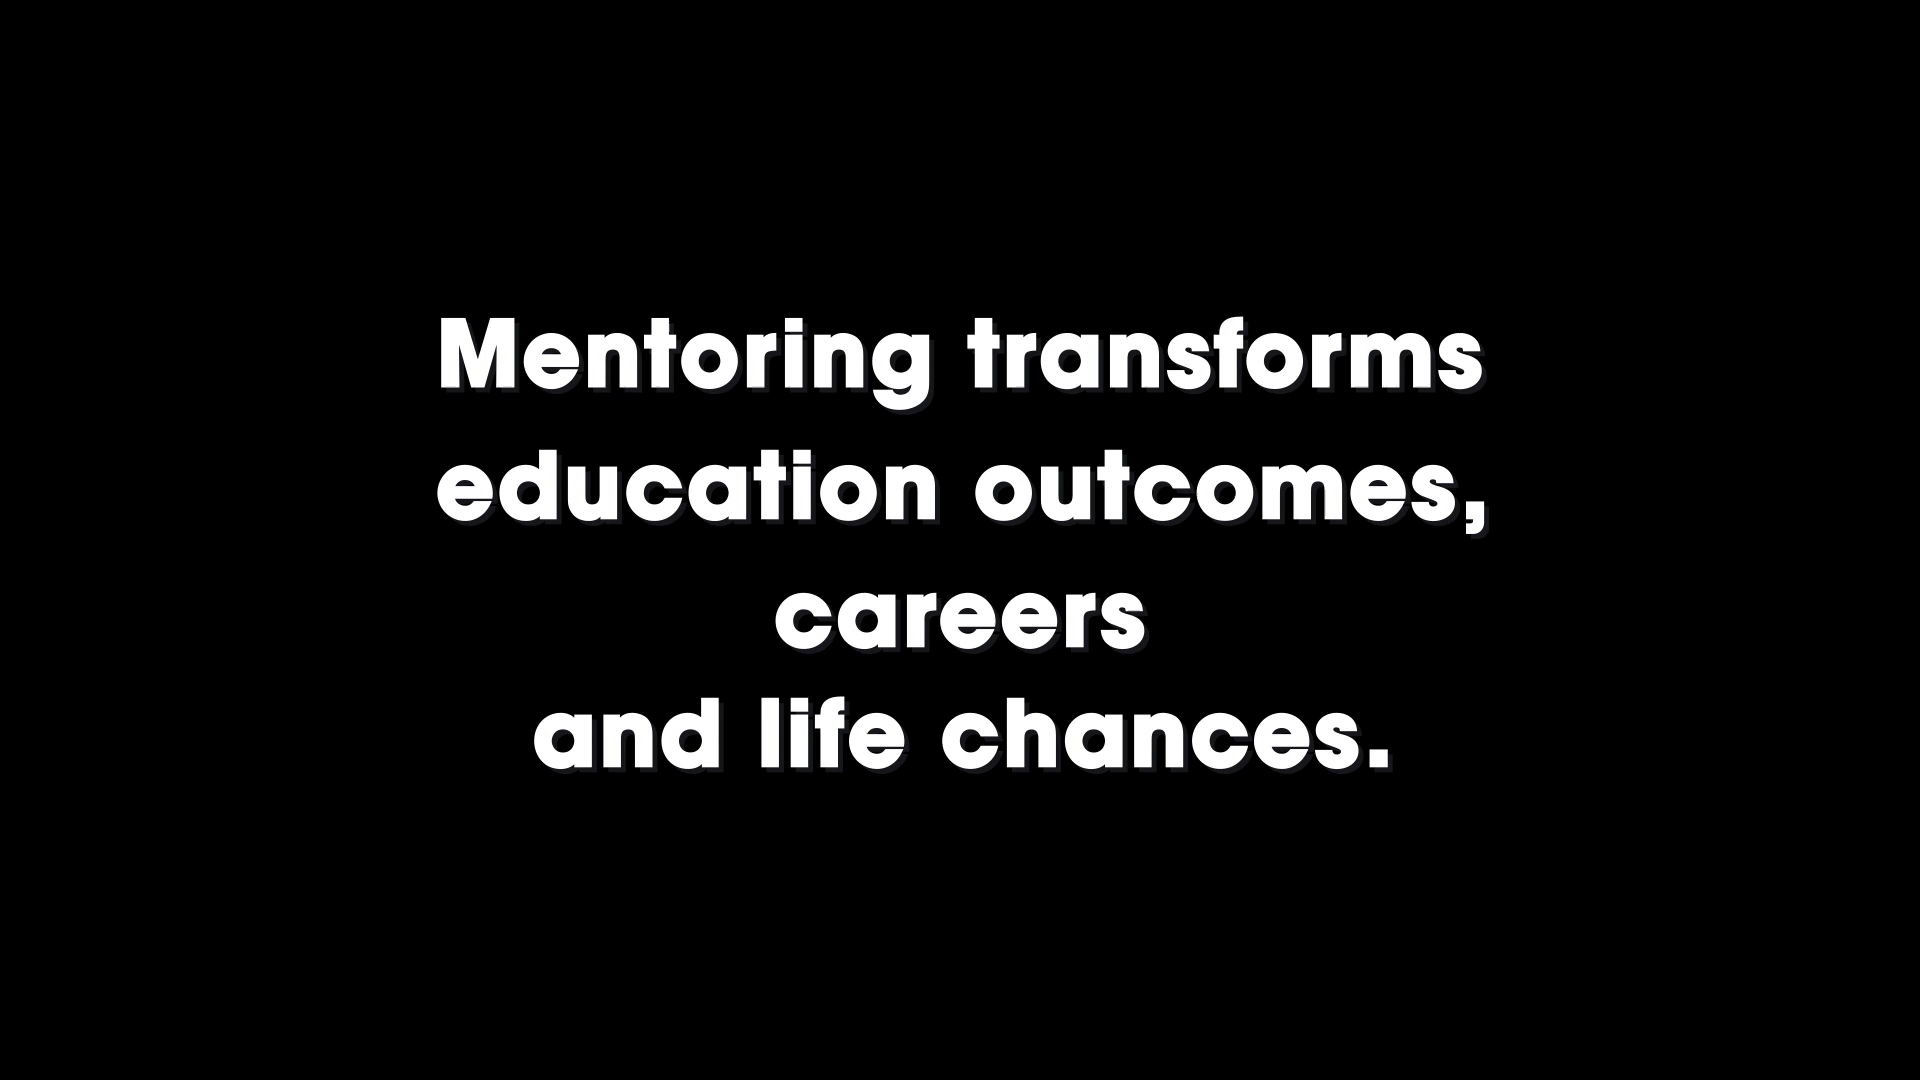 Mentoring transforms
education outcomes,
careers
and life chances.